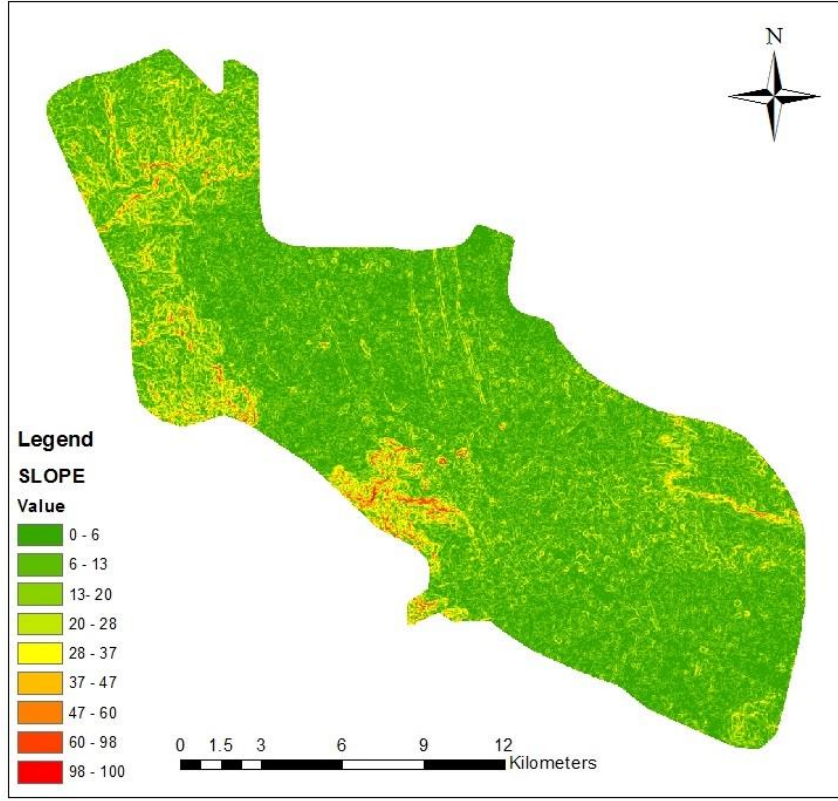 N
Legend
SLOPE
Value
0 - 6
6 - 13
13- 20
20 - 28
28 - 37
37 - 47
47 - 60
60 - 98
98 - 100
0 1.5 3 6 9 12
Kilometers